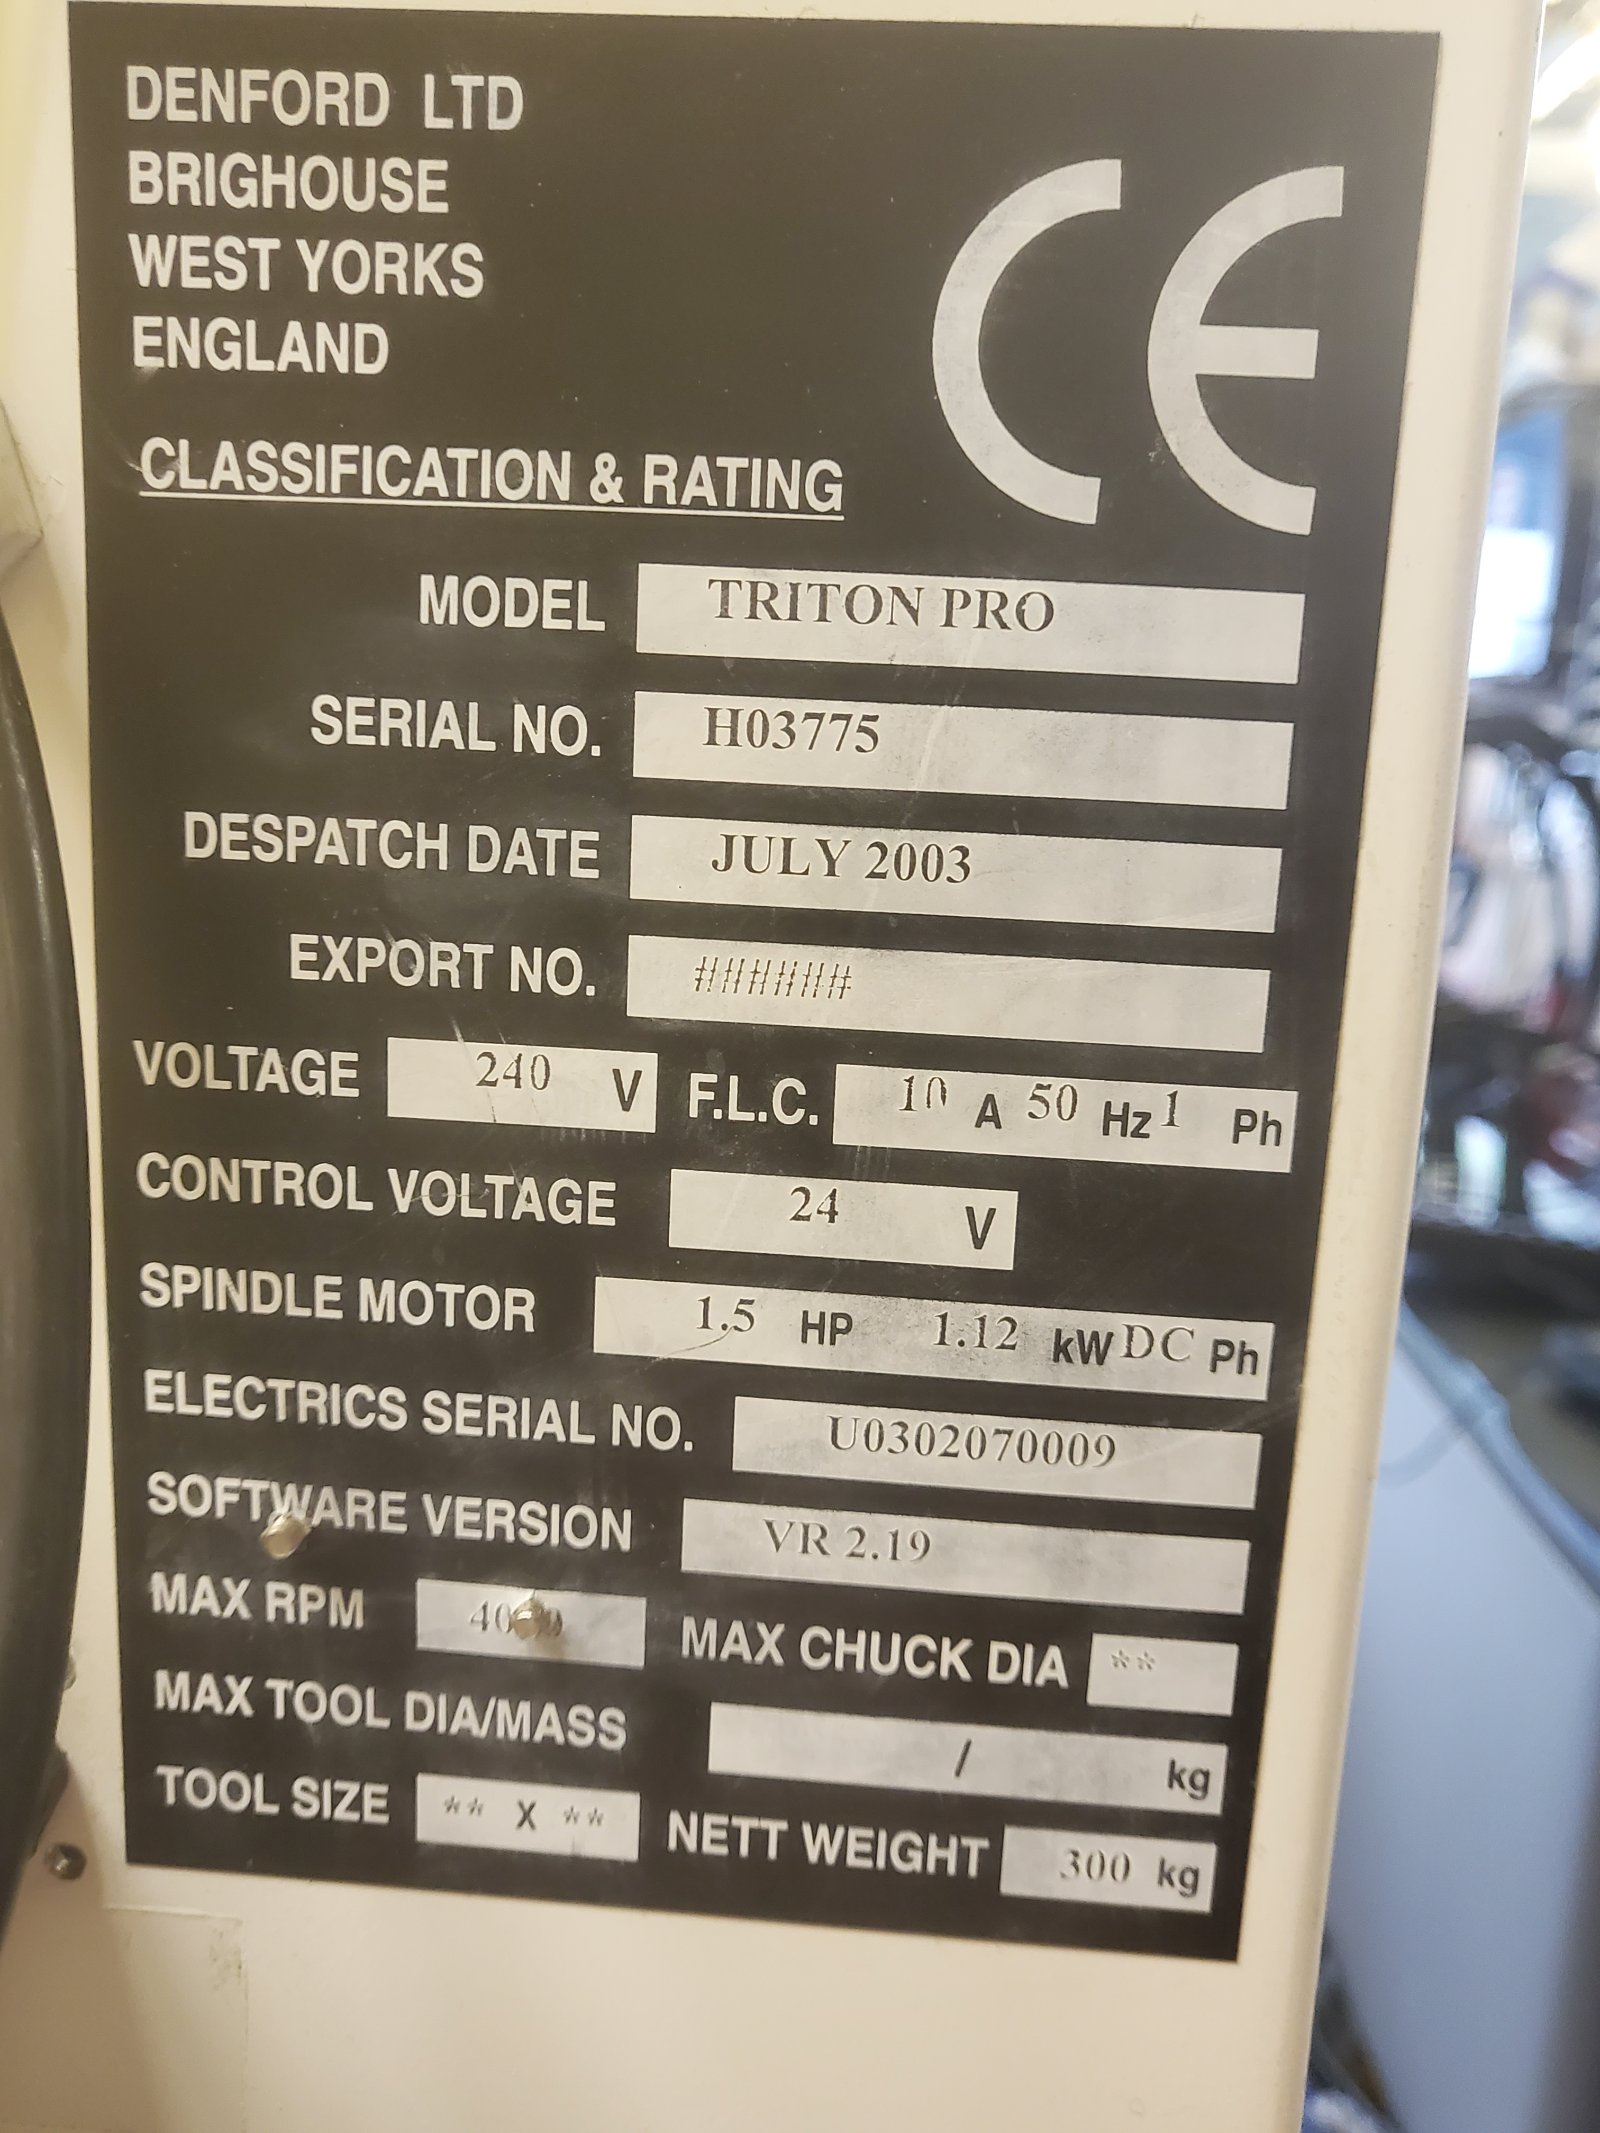 DENFORD LTD
BRIGHOUSE
WEST YORKS
ENGLAND
CE
CLASSIFICATION & RATING
MODEL TRITON PRO
SERIAL NO. H03775
DESPATCH DATE JULY 2003
EXPORT NO. ######
VOLTAGE 240 V F.L.C. 10 A 50 Hz 1 Ph
CONTROL VOLTAGE 24 V
SPINDLE MOTOR 1.5 HP 1.12 kW DC Ph
ELECTRICS SERIAL NO. U0302070009
SOFTWARE VERSION VR 2.19
MAX RPM MAX CHUCK DIA **
MAX TOOL DIA/MASS / kg
TOOL SIZE ** X ** NETT WEIGHT 300 kg